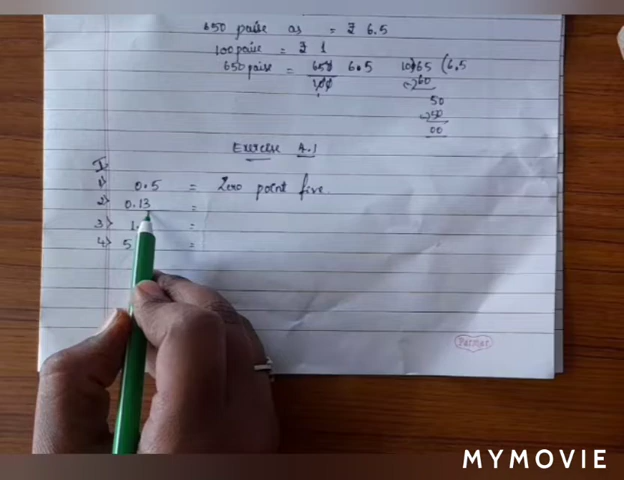 650 paise as = ₹ 6.5
100 paise = ₹ 1
650 paise = 650 6.5 10)65 (6.5
100 60
50
50
00
Exercise A.1
I
1) 0.5 = Zero point five.
2) 0.13 =
3) 1. =
4) 5 =
Parmar
MYMOVIE